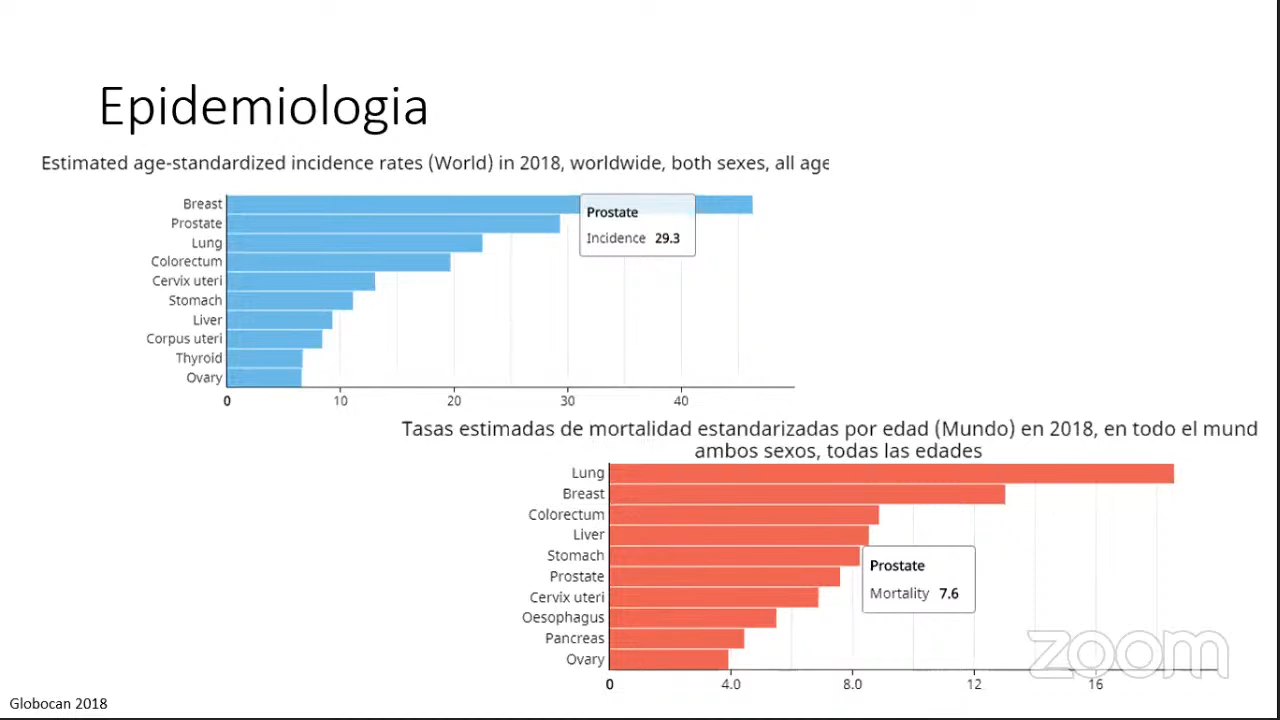 Epidemiologia
Estimated age-standardized incidence rates (World) in 2018, worldwide, both sexes, all age
Breast
Prostate
Lung
Colorectum
Cervix uteri
Stomach
Liver
Corpus uteri
Thyroid
Ovary
Prostate
Incidence 29.3
0 10 20 30 40
Tasas estimadas de mortalidad estandarizadas por edad (Mundo) en 2018, en todo el mund
ambos sexos, todas las edades
Lung
Breast
Colorectum
Liver
Stomach
Prostate
Cervix uteri
Oesophagus
Pancreas
Ovary
Prostate
Mortality 7.6
0 4.0 8.0 12 16
zoom
Globocan 2018